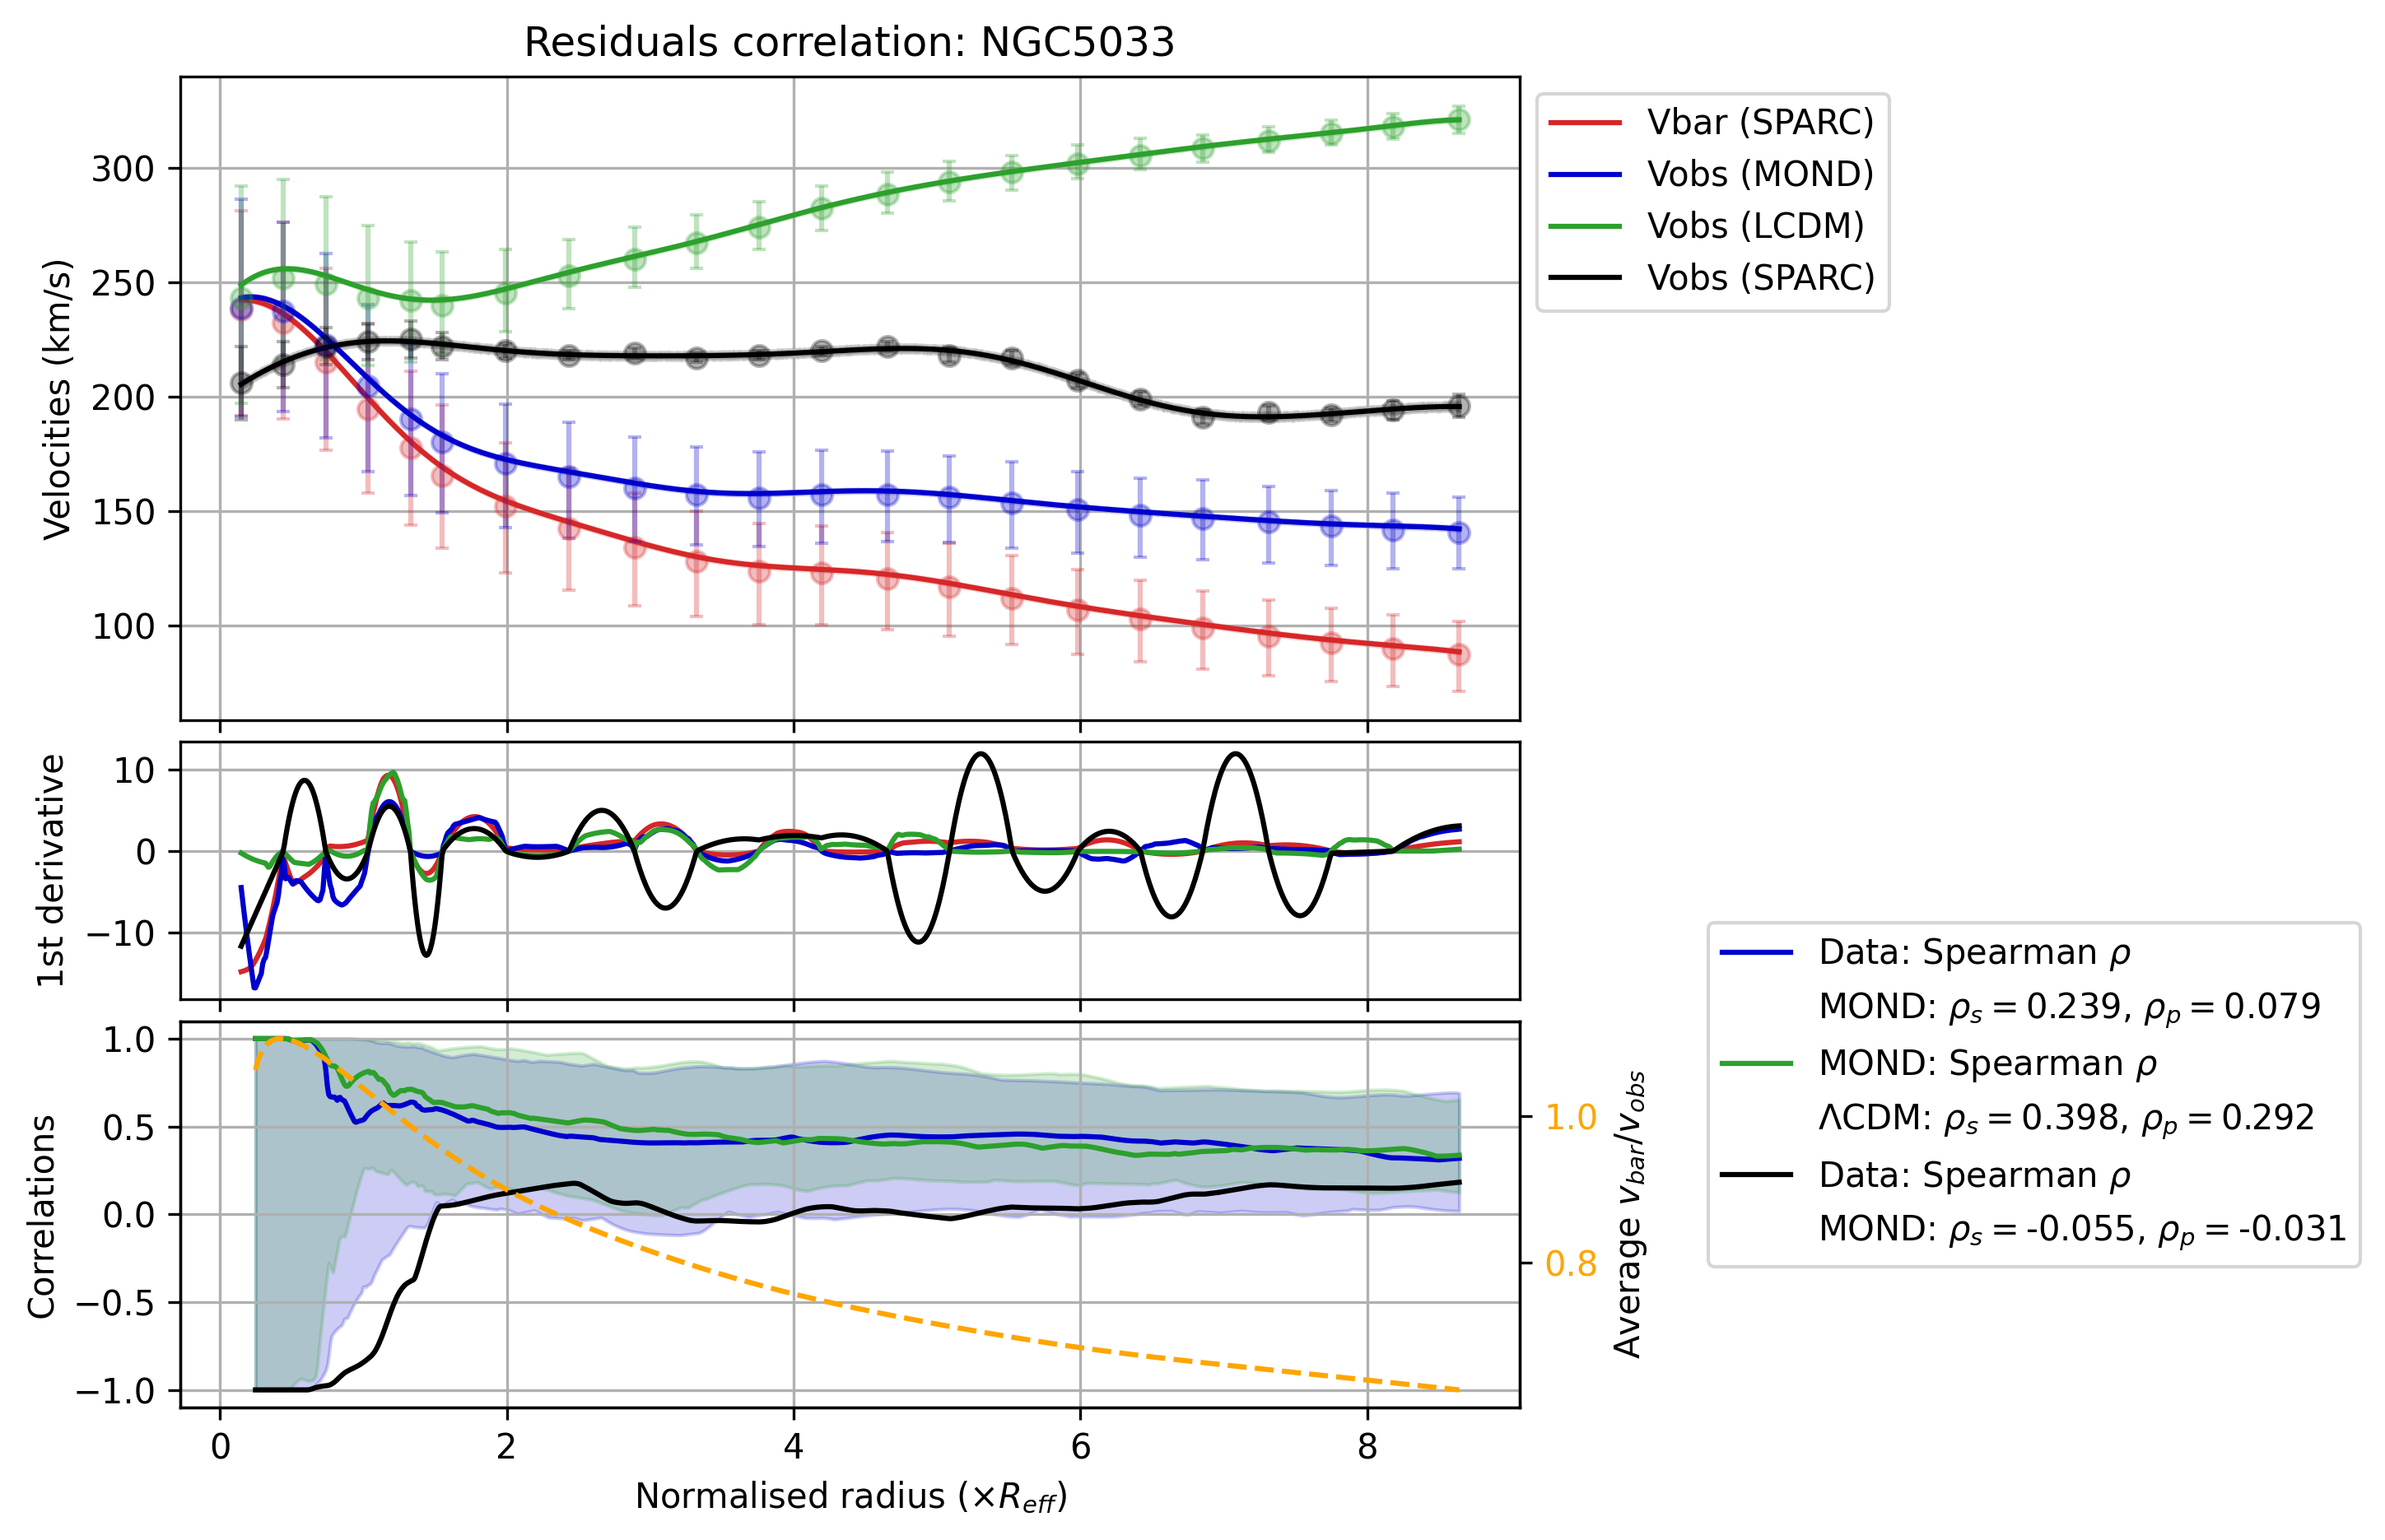 Residuals correlation: NGC5033
Velocities (km/s)
300
250
200
150
100
Vbar (SPARC)
Vobs (MOND)
Vobs (LCDM)
Vobs (SPARC)
1st derivative
10
0
−10
Correlations
1.0
0.5
0.0
−0.5
−1.0
1.0
0.8
Average v_bar/v_obs
Data: Spearman ρ
MOND: ρ_s = 0.239, ρ_p = 0.079
MOND: Spearman ρ
ΛCDM: ρ_s = 0.398, ρ_p = 0.292
Data: Spearman ρ
MOND: ρ_s = -0.055, ρ_p = -0.031
0 2 4 6 8
Normalised radius (×R_eff)